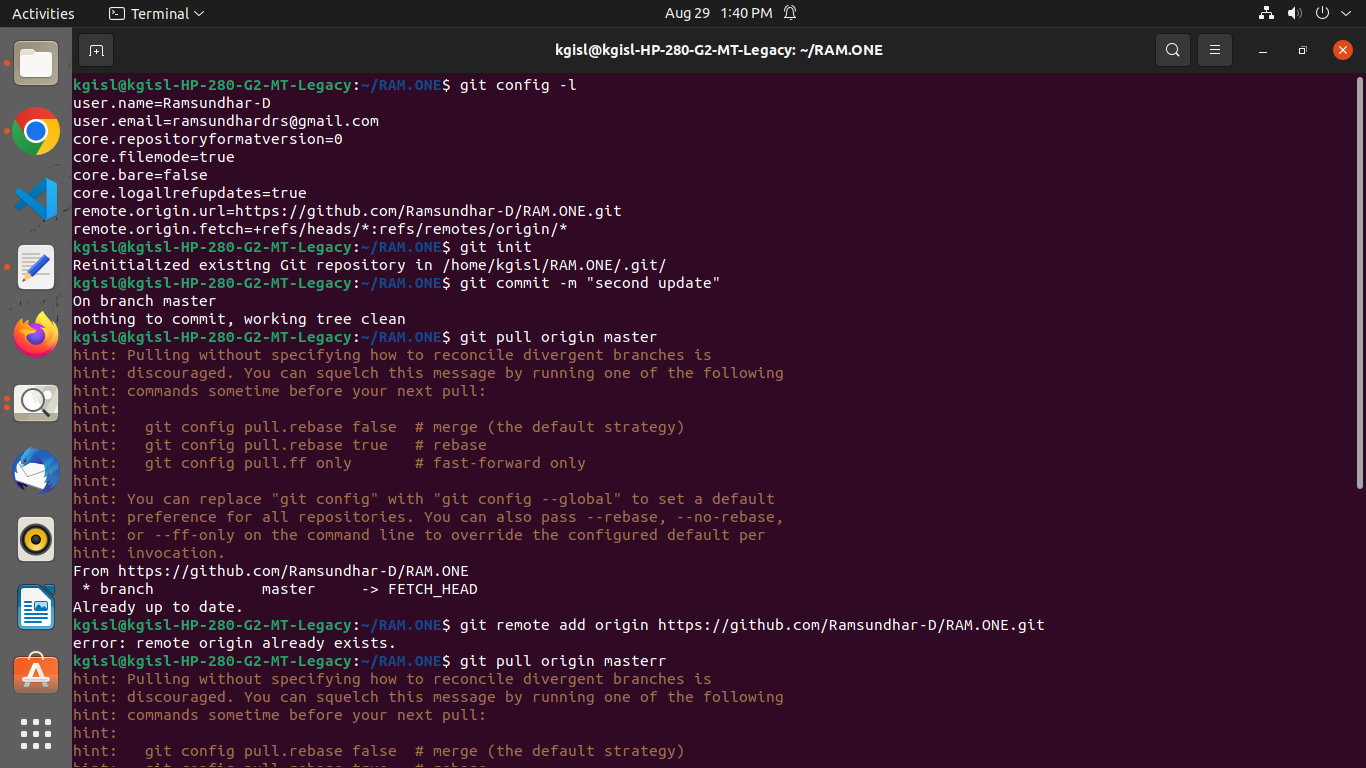 Activities
Terminal
Aug 29 1:40 PM
kgisl@kgisl-HP-280-G2-MT-Legacy: ~/RAM.ONE
kgisl@kgisl-HP-280-G2-MT-Legacy:~/RAM.ONE$ git config -l
user.name=Ramsundhar-D
user.email=ramsundhardrs@gmail.com
core.repositoryformatversion=0
core.filemode=true
core.bare=false
core.logallrefupdates=true
remote.origin.url=https://github.com/Ramsundhar-D/RAM.ONE.git
remote.origin.fetch=+refs/heads/*:refs/remotes/origin/*
kgisl@kgisl-HP-280-G2-MT-Legacy:~/RAM.ONE$ git init
Reinitialized existing Git repository in /home/kgisl/RAM.ONE/.git/
kgisl@kgisl-HP-280-G2-MT-Legacy:~/RAM.ONE$ git commit -m "second update"
On branch master
nothing to commit, working tree clean
kgisl@kgisl-HP-280-G2-MT-Legacy:~/RAM.ONE$ git pull origin master
hint: Pulling without specifying how to reconcile divergent branches is
hint: discouraged. You can squelch this message by running one of the following
hint: commands sometime before your next pull:
hint:
hint:   git config pull.rebase false  # merge (the default strategy)
hint:   git config pull.rebase true   # rebase
hint:   git config pull.ff only       # fast-forward only
hint:
hint: You can replace "git config" with "git config --global" to set a default
hint: preference for all repositories. You can also pass --rebase, --no-rebase,
hint: or --ff-only on the command line to override the configured default per
hint: invocation.
From https://github.com/Ramsundhar-D/RAM.ONE
 * branch            master     -> FETCH_HEAD
Already up to date.
kgisl@kgisl-HP-280-G2-MT-Legacy:~/RAM.ONE$ git remote add origin https://github.com/Ramsundhar-D/RAM.ONE.git
error: remote origin already exists.
kgisl@kgisl-HP-280-G2-MT-Legacy:~/RAM.ONE$ git pull origin masterr
hint: Pulling without specifying how to reconcile divergent branches is
hint: discouraged. You can squelch this message by running one of the following
hint: commands sometime before your next pull:
hint:
hint:   git config pull.rebase false  # merge (the default strategy)
hint:   git config pull.rebase true   # rebase